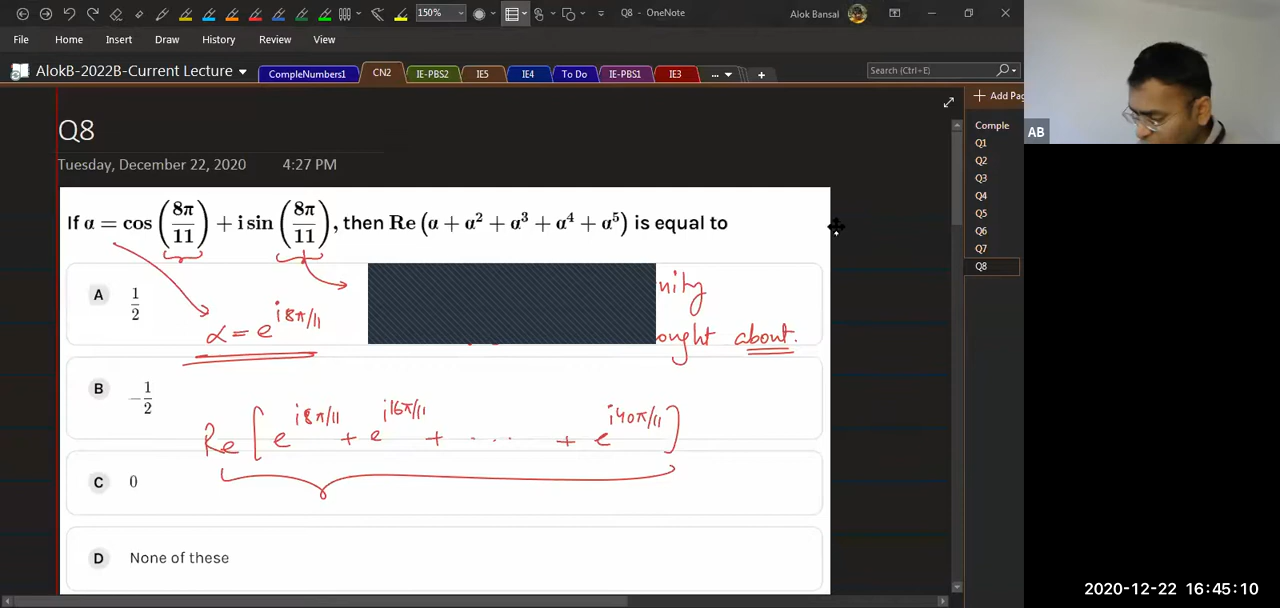 150%
Q8 - OneNote
Alok Bansal
File Home Insert Draw History Review View
AlokB-2022B-Current Lecture CompleNumbers1 CN2 IE-PBS2 IE5 IE4 To Do IE-PBS1 IE3 ... + Search (Ctrl+E)
+ Add Pag
AB
Comple
Q1
Q2
Q3
Q4
Q5
Q6
Q7
Q8
Q8
Tuesday, December 22, 2020 4:27 PM
If α = cos (8π/11) + i sin (8π/11), then Re (α + α² + α³ + α⁴ + α⁵) is equal to
A 1/2
α = e^{i8π/11}
nity
ought about.
B -1/2
Re [e^{i8π/11} + e^{i16π/11} + .... + e^{i40π/11}]
C 0
D None of these
2020-12-22 16:45:10